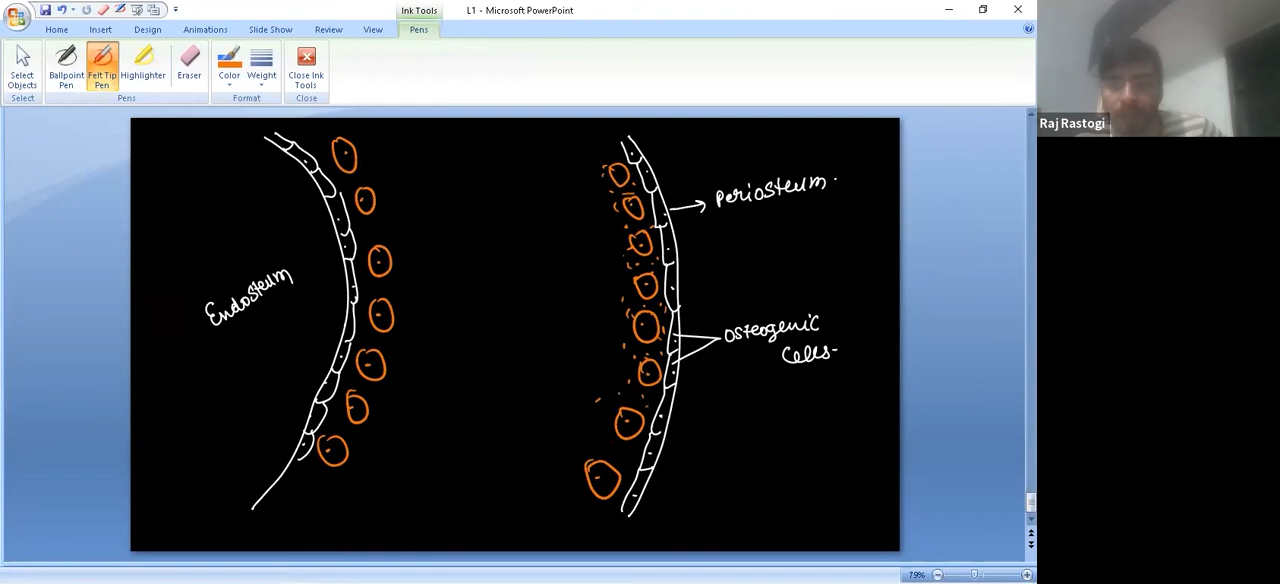 Ink Tools
L1 - Microsoft PowerPoint
Home
Insert
Design
Animations
Slide Show
Review
View
Pens
Select Objects
Ballpoint Pen
Felt Tip Pen
Highlighter
Eraser
Color
Weight
Close Ink Tools
Select
Pens
Format
Close
Raj Rastogi
Periosteum.
Endosteum
Osteogenic
Cells-
79%